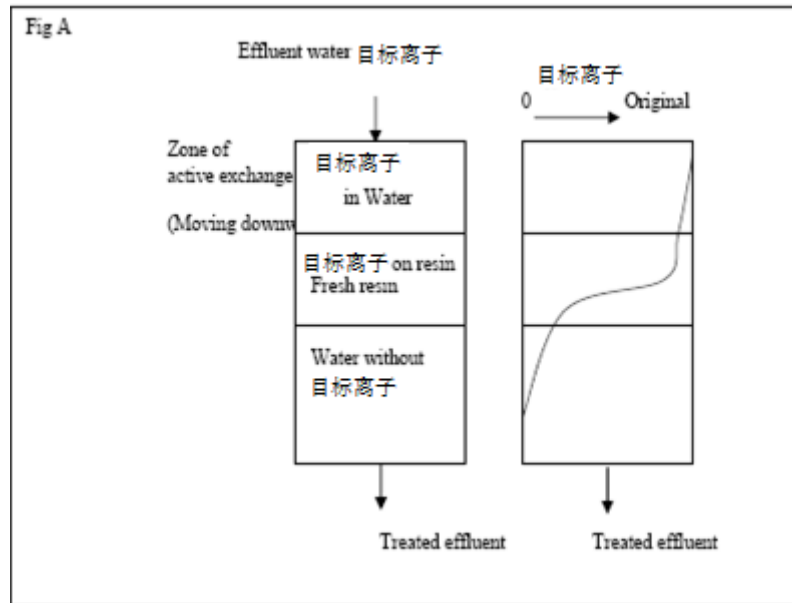 Fig A
Effluent water 目标离子
目标离子
0 Original
Zone of
active exchange
(Moving downw
目标离子
in Water
目标离子 on resin
Fresh resin
Water without
目标离子
Treated effluent
Treated effluent